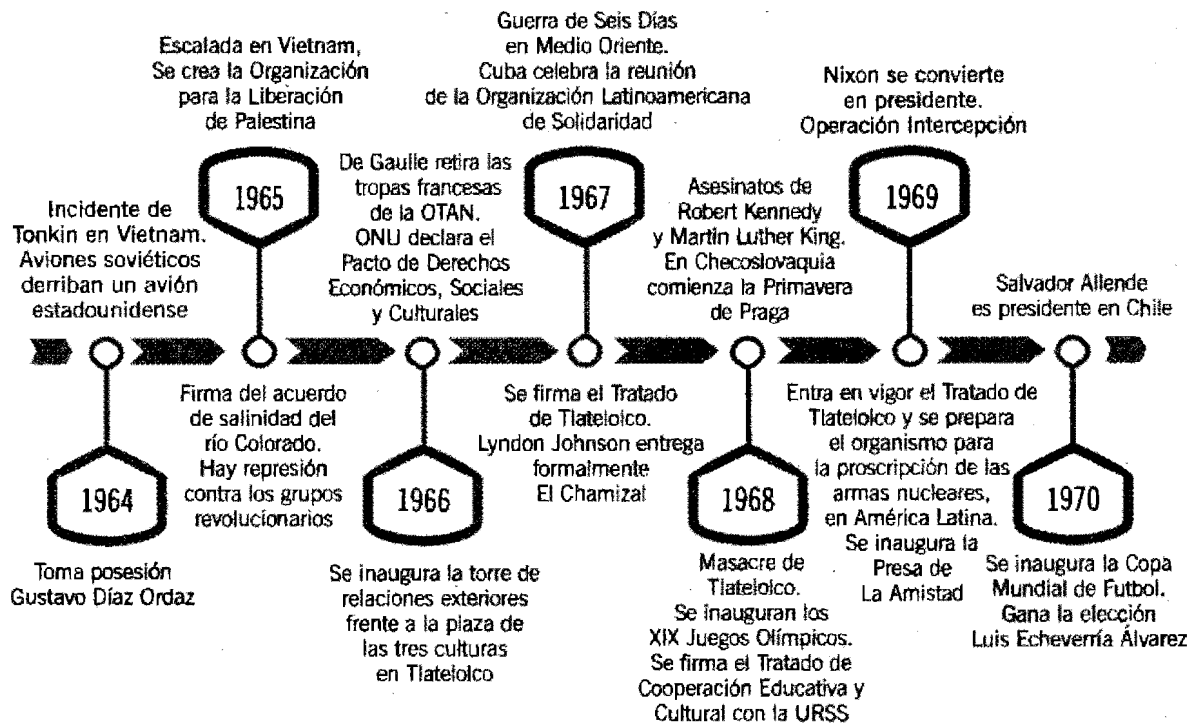 Incidente de
Tonkin en Vietnam.
Aviones soviéticos
derriban un avión
estadounidense
1964
Toma posesión
Gustavo Díaz Ordaz
Escalada en Vietnam,
Se crea la Organización
para la Liberación
de Palestina
1965
Firma del acuerdo
de salinidad del
río Colorado.
Hay represión
contra los grupos
revolucionarios
De Gaulle retira las
tropas francesas
de la OTAN.
ONU declara el
Pacto de Derechos
Económicos, Sociales
y Culturales
1966
Se inaugura la torre de
relaciones exteriores
frente a la plaza de
las tres culturas
en Tlatelolco
Guerra de Seis Días
en Medio Oriente.
Cuba celebra la reunión
de la Organización Latinoamericana
de Solidaridad
1967
Se firma el Tratado
de Tlatelolco.
Lyndon Johnson entrega
formalmente
El Chamizal
Asesinatos de
Robert Kennedy
y Martin Luther King.
En Checoslovaquia
comienza la Primavera
de Praga
1968
Masacre de
Tlatelolco.
Se inauguran los
XIX Juegos Olímpicos.
Se firma el Tratado de
Cooperación Educativa y
Cultural con la URSS
Nixon se convierte
en presidente.
Operación Intercepción
1969
Entra en vigor el Tratado de
Tlatelolco y se prepara
el organismo para
la proscripción de las
armas nucleares,
en América Latina.
Se inaugura la
Presa de
La Amistad
Salvador Allende
es presidente en Chile
1970
Se inaugura la Copa
Mundial de Futbol.
Gana la elección
Luis Echeverría Álvarez